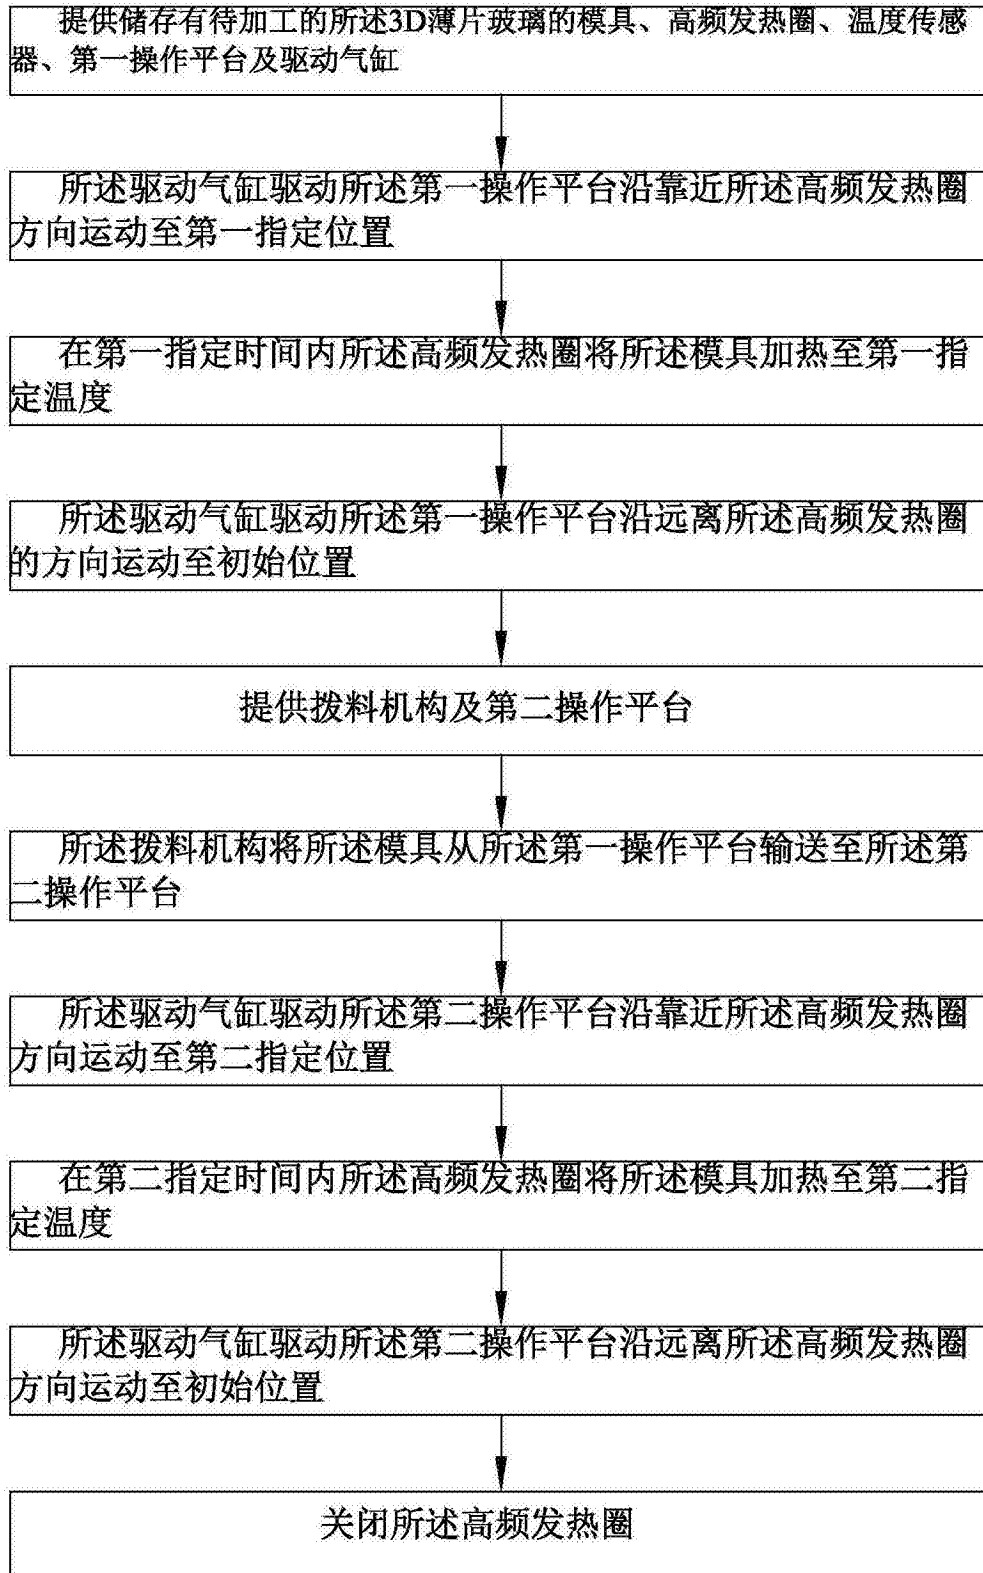 提供储存有待加工的所述3D薄片玻璃的模具、高频发热圈、温度传感
器、第一操作平台及驱动气缸
所述驱动气缸驱动所述第一操作平台沿靠近所述高频发热圈
方向运动至第一指定位置
在第一指定时间内所述高频发热圈将所述模具加热至第一指
定温度
所述驱动气缸驱动所述第一操作平台沿远离所述高频发热圈
的方向运动至初始位置
提供拨料机构及第二操作平台
所述拨料机构将所述模具从所述第一操作平台输送至所述第
二操作平台
所述驱动气缸驱动所述第二操作平台沿靠近所述高频发热圈
方向运动至第二指定位置
在第二指定时间内所述高频发热圈将所述模具加热至第二指
定温度
所述驱动气缸驱动所述第二操作平台沿远离所述高频发热圈
方向运动至初始位置
关闭所述高频发热圈